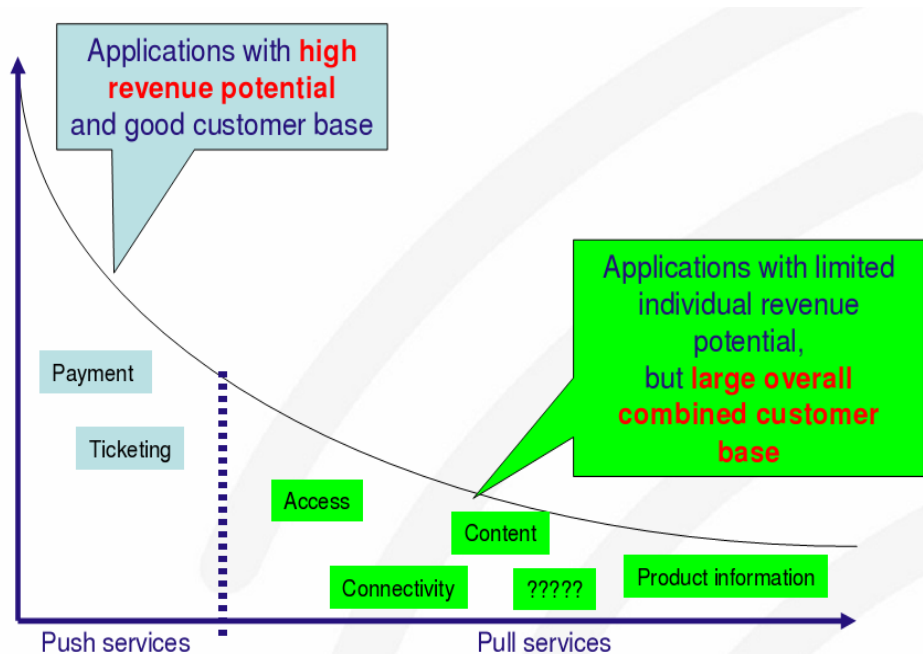 Applications with high
revenue potential
and good customer base
Applications with limited
individual revenue
potential,
but large overall
combined customer
base
Payment
Ticketing
Access
Content
Connectivity
?????
Product information
Push services
Pull services